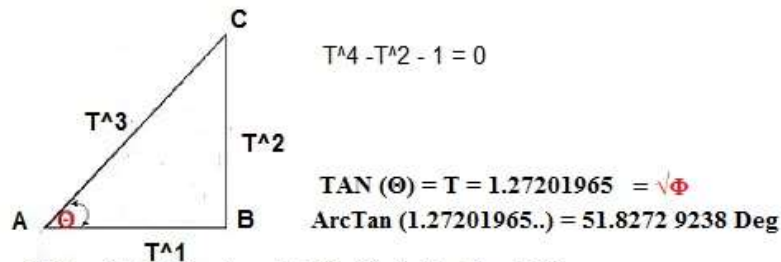 C
T^4 -T^2 - 1 = 0
T^3
T^2
TAN (Θ) = T = 1.27201965 = √Φ
A Θ B
ArcTan (1.27201965..) = 51.8272 9238 Deg
T^1